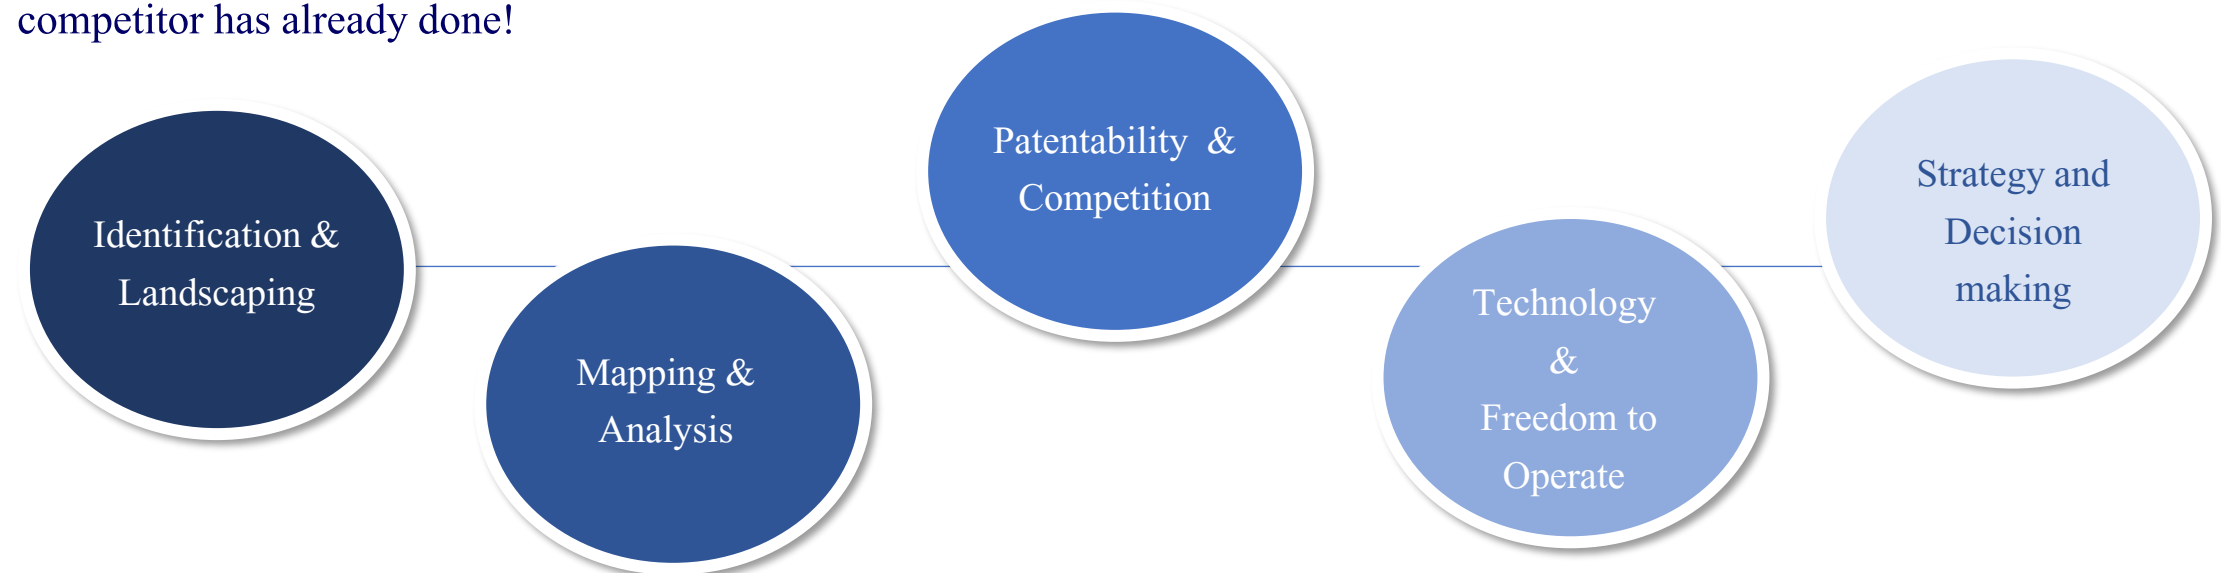 competitor has already done!
Identification &
Landscaping
Mapping &
Analysis
Patentability  &
Competition
Technology
&
Freedom to
Operate
Strategy and
Decision
making